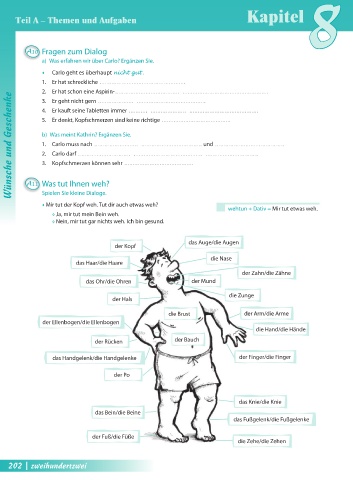 Teil A – Themen und Aufgaben
Kapitel 8
Wünsche und Geschenke
Fragen zum Dialog
a) Was erfahren wir über Carlo? Ergänzen Sie.
• Carlo geht es überhaupt nicht gut.
1. Er hat schreckliche
2. Er hat schon eine Aspirin-
3. Er geht nicht gern
4. Er kauft seine Tabletten immer
5. Er denkt, Kopfschmerzen sind keine richtige
b) Was meint Kathrin? Ergänzen Sie.
1. Carlo muss nach und
2. Carlo darf
3. Kopfschmerzen können sehr
Was tut Ihnen weh?
Spielen Sie kleine Dialoge.
Mir tut der Kopf weh. Tut dir auch etwas weh?
Ja, mir tut mein Bein weh.
Nein, mir tut gar nichts weh. Ich bin gesund.
wehtun + Dativ – Mir tut etwas weh.
der Kopf
das Auge/die Augen
das Haar/die Haare
die Nase
der Zahn/die Zähne
das Ohr/die Ohren
der Mund
die Zunge
der Hals
die Brust
der Arm/die Arme
der Ellenbogen/die Ellenbogen
die Hand/die Hände
der Rücken
der Bauch
das Handgelenk/die Handgelenke
der Finger/die Finger
der Po
das Knie/die Knie
das Bein/die Beine
das Fußgelenk/die Fußgelenke
der Fuß/die Füße
die Zehe/die Zehen
202 | zweihundertzwei